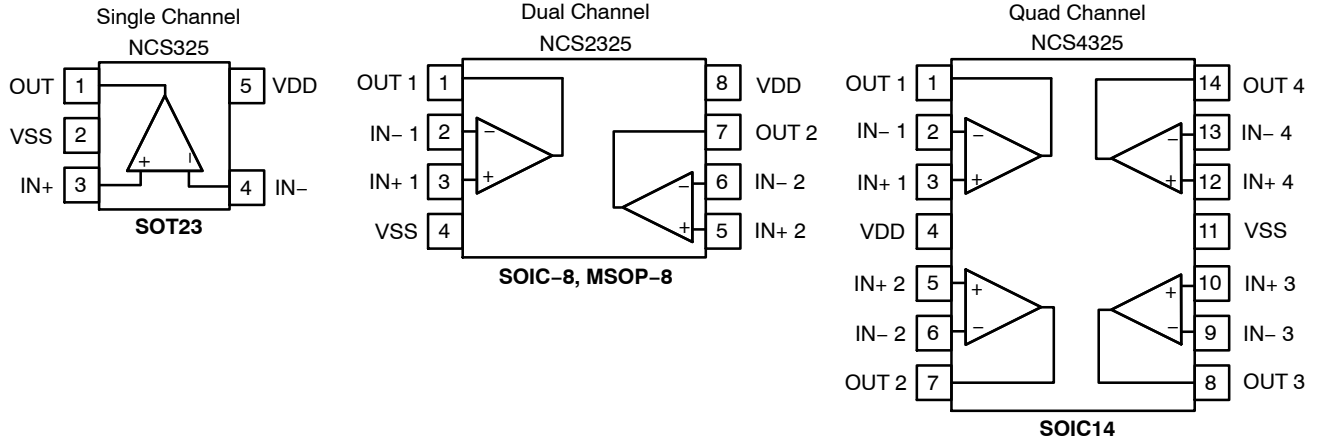 Single Channel
NCS325
OUT 1 5 VDD
VSS 2
IN+ 3 4 IN−
+ −
SOT23
Dual Channel
NCS2325
OUT 1 1 8 VDD
IN− 1 2 − 7 OUT 2
IN+ 1 3 + − 6 IN− 2
VSS 4 + 5 IN+ 2
SOIC−8, MSOP−8
Quad Channel
NCS4325
OUT 1 1 14 OUT 4
IN− 1 2 − − 13 IN− 4
IN+ 1 3 + + 12 IN+ 4
VDD 4 11 VSS
IN+ 2 5 + + 10 IN+ 3
IN− 2 6 − − 9 IN− 3
OUT 2 7 8 OUT 3
SOIC14